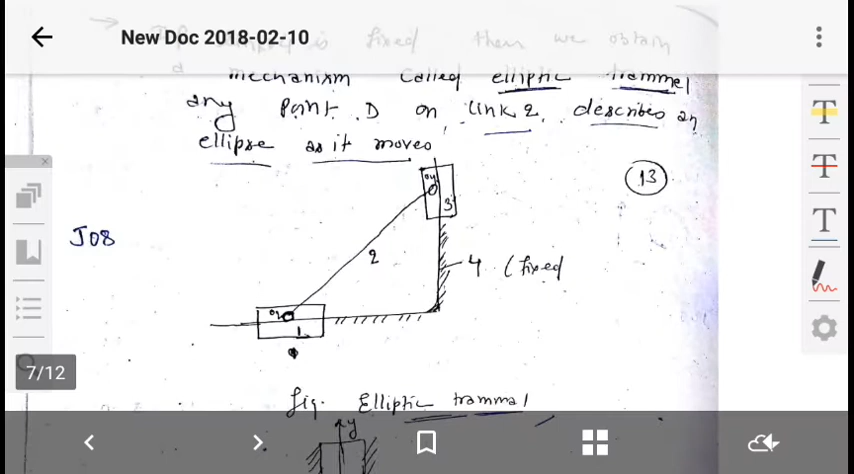 New Doc 2018-02-10
is fixed then we obtain
a mechanism called elliptic trammel
any point D on link 2, describes an
ellipse as it moves
13
3
J08
2
4 (fixed
1
7/12
fig. Elliptic trammel
y
T
T
T